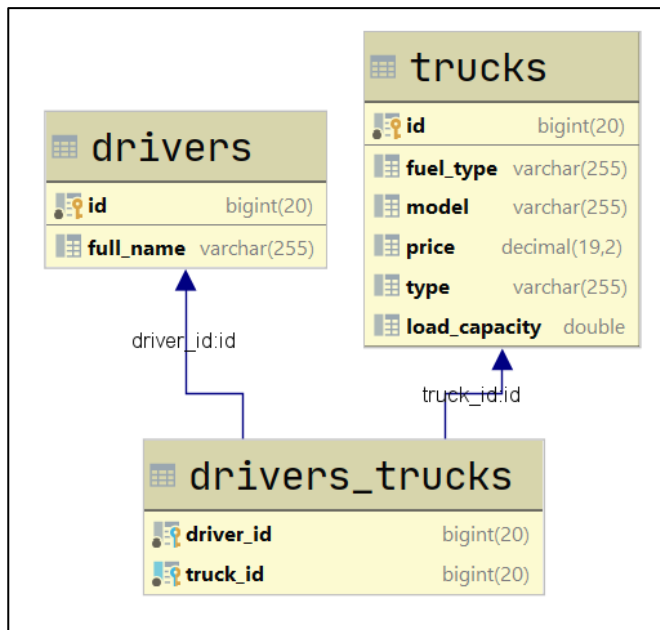 drivers
id bigint(20)
full_name varchar(255)
trucks
id bigint(20)
fuel_type varchar(255)
model varchar(255)
price decimal(19,2)
type varchar(255)
load_capacity double
driver_id:id
truck_id:id
drivers_trucks
driver_id bigint(20)
truck_id bigint(20)